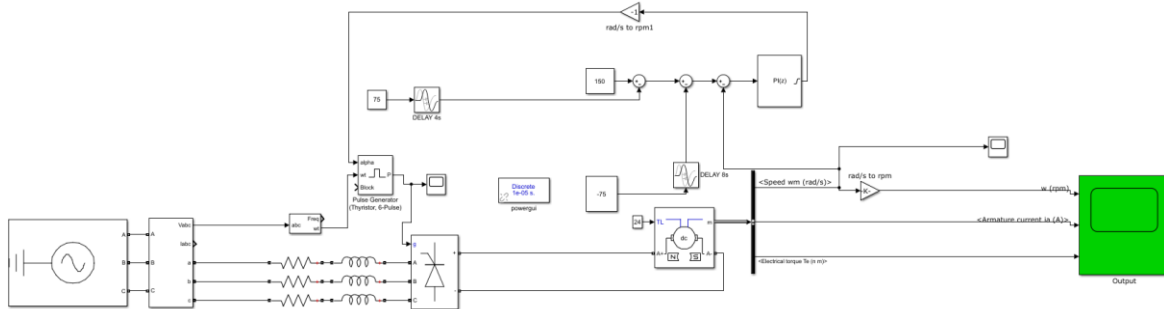 -1
rad/s to rpm1
150
PI(z)
75
DELAY 4s
alpha
wt
P
Block
Pulse Generator
(Thyristor, 6-Pulse)
Discrete
1e-05 s.
powergui
-75
DELAY 8s
<Speed wm (rad/s)>
rad/s to rpm
-K-
w (rpm)
24
TL
m
dc
A+
A-
N
S
<Armature current ia (A)>
<Electrical torque Te (n m)>
Output
Vabc
Iabc
abc
Freq
wt
A
B
C
A
B
C
a
b
c
g
A
B
C
+
-